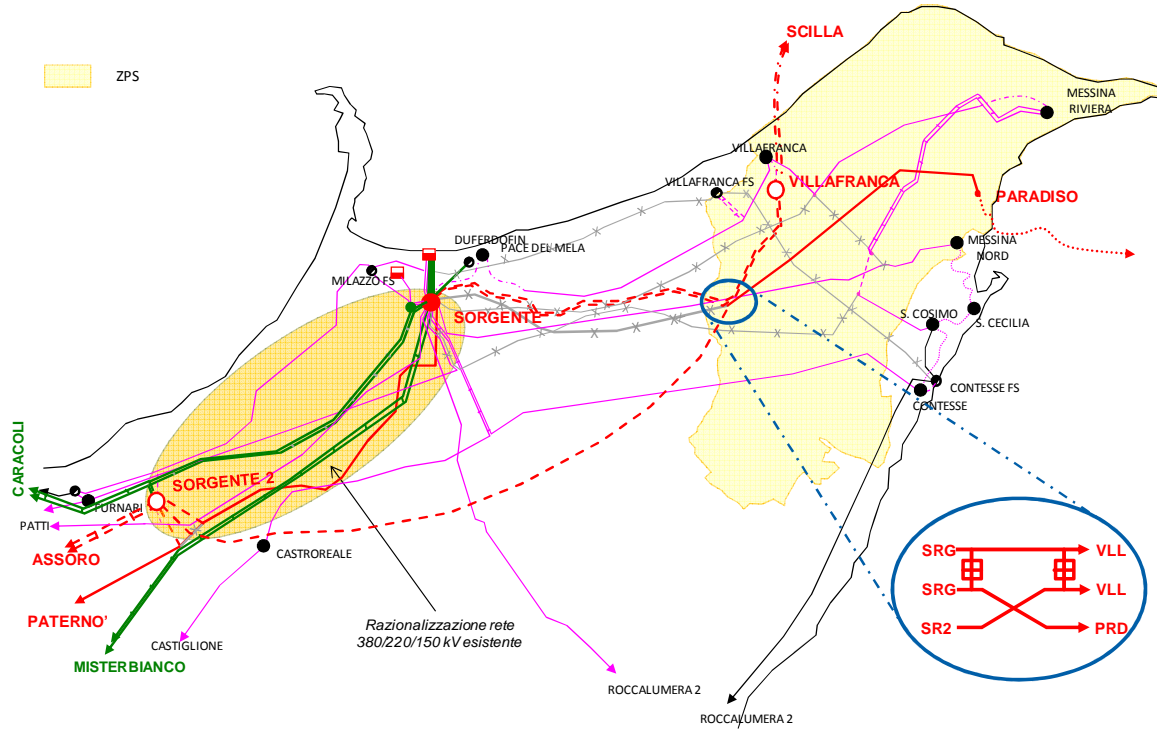 SCILLA
ZPS
MESSINA
RIVIERA
VILLAFRANCA
VILLAFRANCA FS
VILLAFRANCA
PARADISO
DUFERDOFIN
PACE DEL MELA
MESSINA
NORD
MILAZZO FS
SORGENTE
S. COSIMO
S. CECILIA
CONTESSE FS
CONTESSE
CARACOLI
SORGENTE 2
FURNARI
PATTI
ASSORO
CASTROREALE
PATERNO'
CASTIGLIONE
MISTERBIANCO
Razionalizzazione rete
380/220/150 kV esistente
ROCCALUMERA 2
ROCCALUMERA 2
SRG VLL
SRG VLL
SR2 PRD